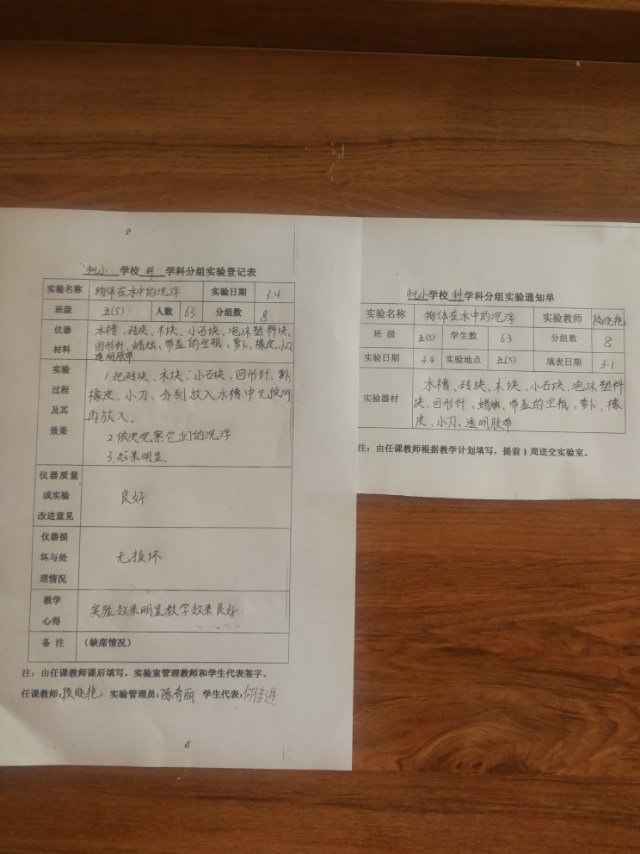 学校 科 学科分组实验登记表
实验名称 物体在水中的沉浮 实验日期 3.4
班级 五(5) 人数 63 分组数 8
仪器材料 水槽、砖块、木块、小石块、泡沫塑料块、
回形针、蜡烛、带盖的空瓶、萝卜、橡皮、小刀
透明胶带
实验过程及其效果
1.把砖块、木块、小石块、回形针、
橡皮、小刀、分别放入水槽中
再放入。
2.依次观察它们的沉浮
3.效果明显。
仪器质量或实验改进意见 良好
仪器损坏与处理情况 无损坏
教学心得 实验效果明显教学效果良好.
备 注 （缺席情况）
注：由任课教师课后填写，实验室管理教师和学生代表签字。
任课教师: 段晓艳 实验管理员: 陈奇丽 学生代表:
学校 科 学科分组实验通知单
实验名称 物体在水中的沉浮 实验教师 段晓艳
班 级 五(5) 学生数 63 分组数 8
实验日期 3.4 实验地点 五(5) 填表日期 3.1
实验器材 水槽、砖块、木块、小石块、泡沫塑料
块、回形针、蜡烛、带盖的空瓶、萝卜、橡
皮、小刀、透明胶带
注：由任课教师根据教学计划填写，提前 1 周送交实验室。